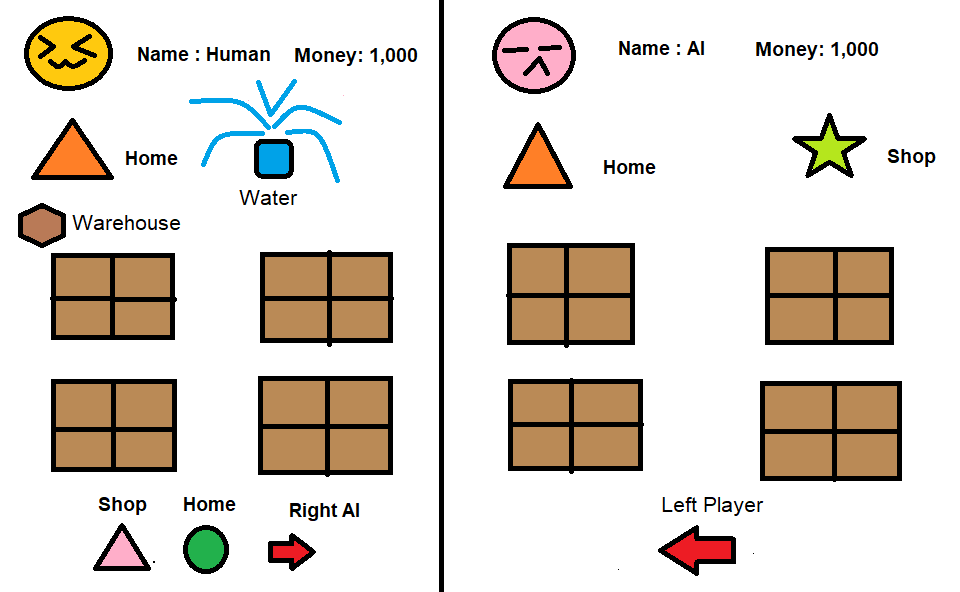 Name : Human Money: 1,000
Home
Water
Warehouse
Shop Home Right AI
Name : AI Money: 1,000
Home Shop
Left Player